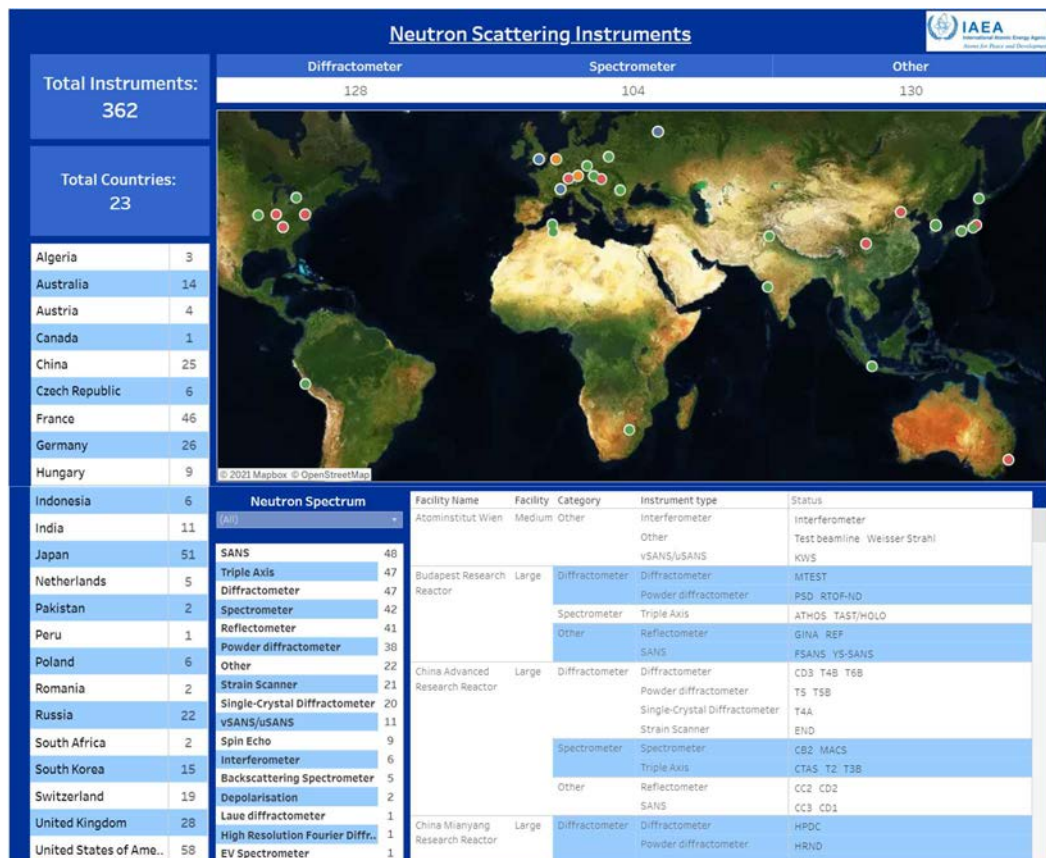 Neutron Scattering Instruments
IAEA
International Atomic Energy Agency
Atoms for Peace and Development
Total Instruments:
362
Diffractometer Spectrometer Other
128 104 130
Total Countries:
23
Algeria 3
Australia 14
Austria 4
Canada 1
China 25
Czech Republic 6
France 46
Germany 26
Hungary 9
Indonesia 6
India 11
Japan 51
Netherlands 5
Pakistan 2
Peru 1
Poland 6
Romania 2
Russia 22
South Africa 2
South Korea 15
Switzerland 19
United Kingdom 28
United States of Ame.. 58
© 2021 Mapbox © OpenStreetMap
Neutron Spectrum
(All)
SANS 48
Triple Axis 47
Diffractometer 47
Spectrometer 42
Reflectometer 41
Powder diffractometer 38
Other 22
Strain Scanner 21
Single-Crystal Diffractometer 20
vSANS/uSANS 11
Spin Echo 9
Interferometer 6
Backscattering Spectrometer 5
Depolarisation 2
Laue diffractometer 1
High Resolution Fourier Diffr.. 1
EV Spectrometer 1
Facility Name Facility Category Instrument type Status
Atominstitut Wien Medium Other Interferometer Interferometer
Other Test beamline Weisser Strahl
vSANS/uSANS KWS
Budapest Research Large Diffractometer Diffractometer MTEST
Reactor Powder diffractometer PSD RTOF-ND
Spectrometer Triple Axis ATHOS TAST/HOLO
Other Reflectometer GINA REF
SANS FSANS YS-SANS
China Advanced Large Diffractometer Diffractometer CD3 T4B T6B
Research Reactor Powder diffractometer T5 TSB
Single-Crystal Diffractometer T4A
Strain Scanner END
Spectrometer Spectrometer CB2 MACS
Triple Axis CTAS T2 T3B
Other Reflectometer CC2 CD2
SANS CC3 CD1
China Mianyang Large Diffractometer Diffractometer HPDC
Research Reactor Powder diffractometer HRND